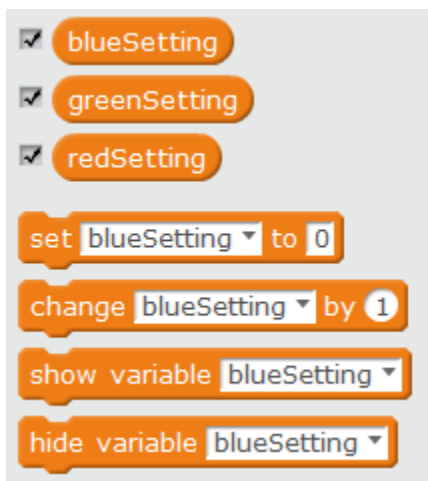 blueSetting
greenSetting
redSetting
set blueSetting to 0
change blueSetting by 1
show variable blueSetting
hide variable blueSetting